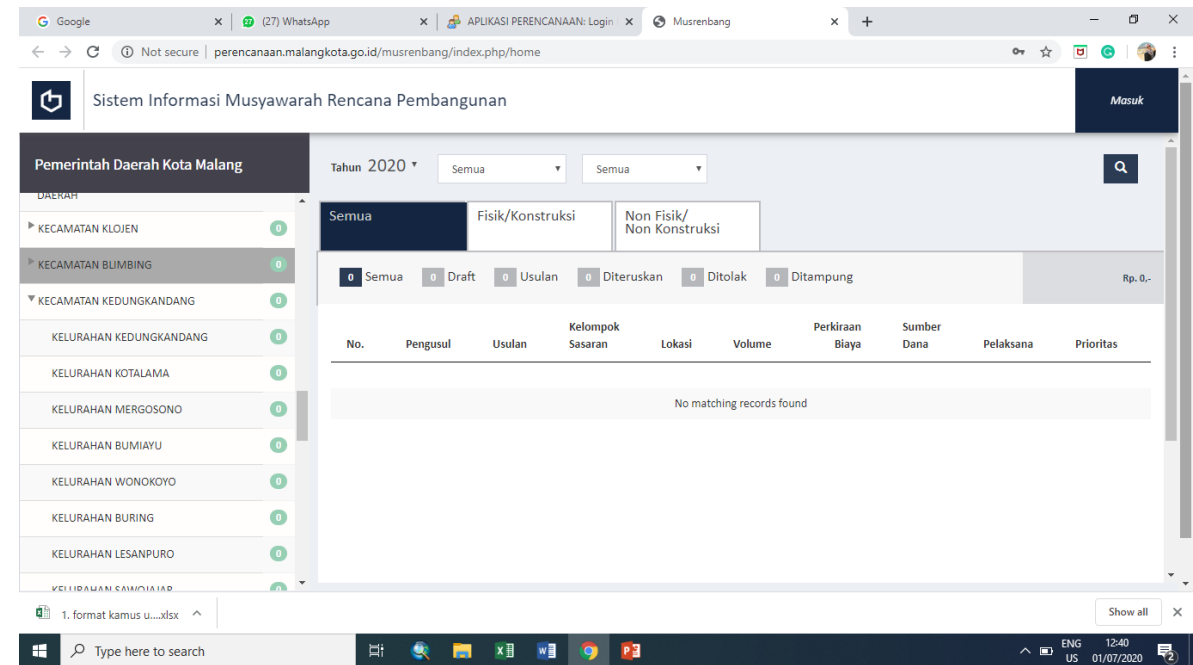 Google
(27) WhatsApp
APLIKASI PERENCANAAN: Login
Musrenbang
Not secure | perencanaan.malangkota.go.id/musrenbang/index.php/home
Sistem Informasi Musyawarah Rencana Pembangunan
Masuk
Pemerintah Daerah Kota Malang
DAERAH
KECAMATAN KLOJEN 0
KECAMATAN BLIMBING 0
KECAMATAN KEDUNGKANDANG 0
KELURAHAN KEDUNGKANDANG 0
KELURAHAN KOTALAMA 0
KELURAHAN MERGOSONO 0
KELURAHAN BUMIAYU 0
KELURAHAN WONOKOYO 0
KELURAHAN BURING 0
KELURAHAN LESANPURO 0
KELURAHAN SAWOJAJAR
Tahun 2020 Semua Semua
Semua
Fisik/Konstruksi
Non Fisik/
Non Konstruksi
0 Semua 0 Draft 0 Usulan 0 Diteruskan 0 Ditolak 0 Ditampung Rp. 0,-
No. Pengusul Usulan Kelompok Sasaran Lokasi Volume Perkiraan Biaya Sumber Dana Pelaksana Prioritas
No matching records found
1. format kamus u....xlsx
Show all
Type here to search
ENG
US
12:40
01/07/2020